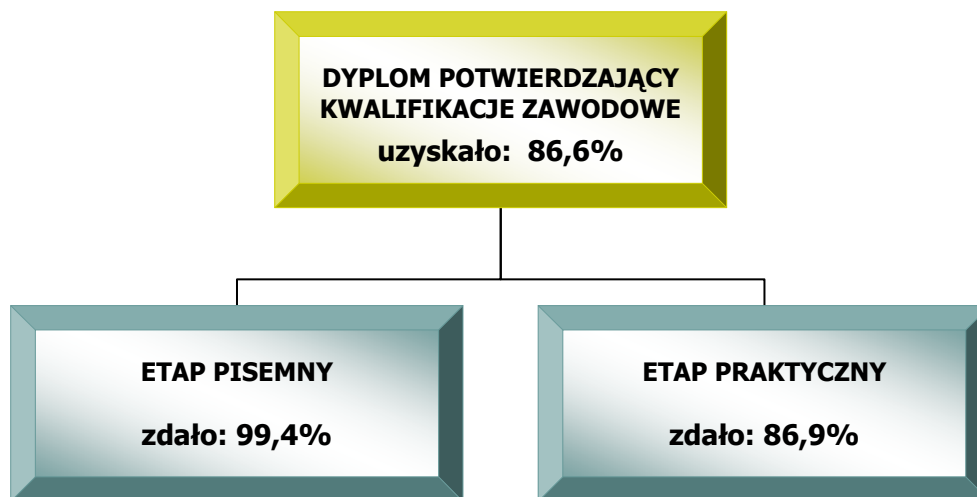 DYPLOM POTWIERDZAJĄCY
KWALIFIKACJE ZAWODOWE
uzyskało: 86,6%
ETAP PISEMNY
zdało: 99,4%
ETAP PRAKTYCZNY
zdało: 86,9%